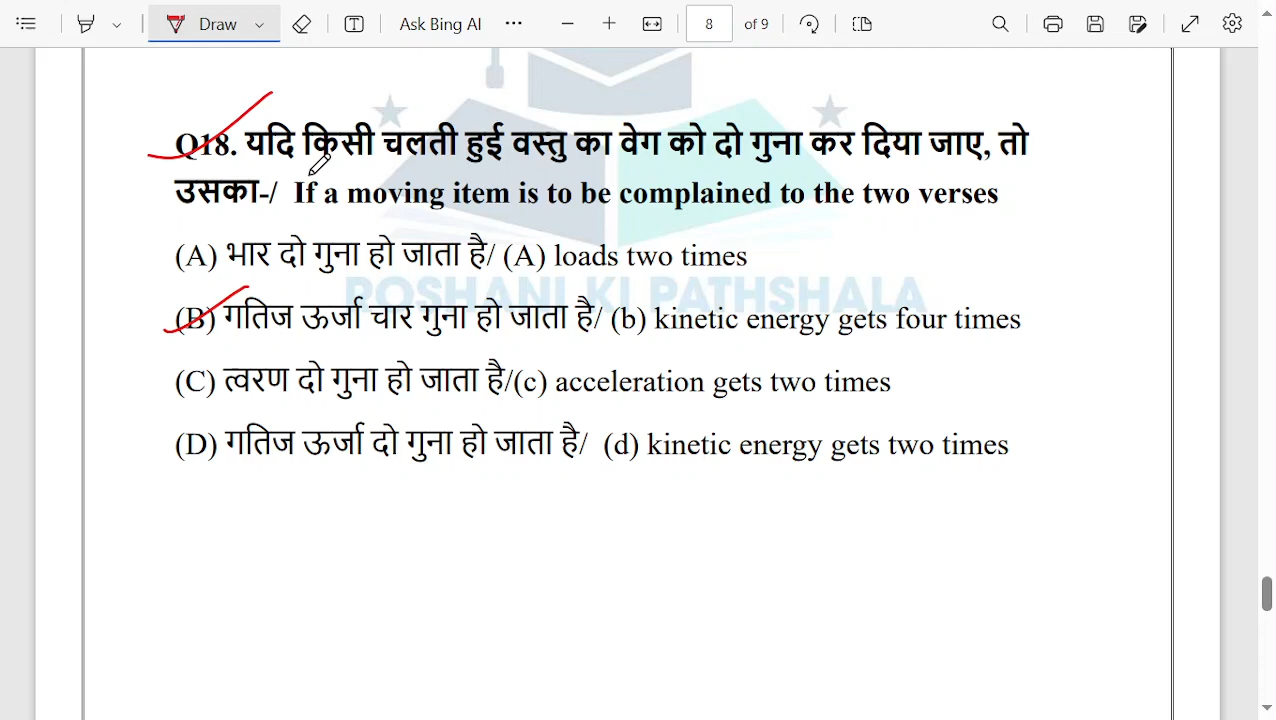 Draw
Ask Bing AI
8
of 9
Q18. यदि किसी चलती हुई वस्तु का वेग को दो गुना कर दिया जाए, तो
उसका-/ If a moving item is to be complained to the two verses
(A) भार दो गुना हो जाता है/ (A) loads two times
ROSHANI KI PATHSHALA
(B) गतिज ऊर्जा चार गुना हो जाता है/ (b) kinetic energy gets four times
(C) त्वरण दो गुना हो जाता है/(c) acceleration gets two times
(D) गतिज ऊर्जा दो गुना हो जाता है/ (d) kinetic energy gets two times